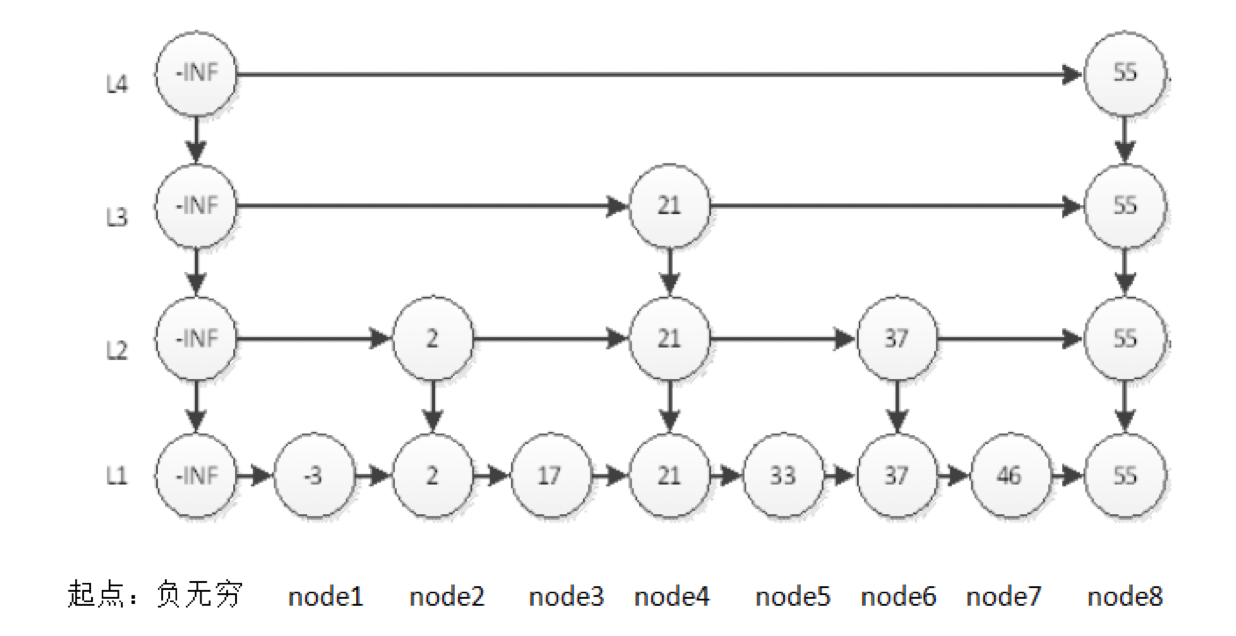 L4 -INF 55
L3 -INF 21 55
L2 -INF 2 21 37 55
L1 -INF -3 2 17 21 33 37 46 55
起点：负无穷 node1 node2 node3 node4 node5 node6 node7 node8